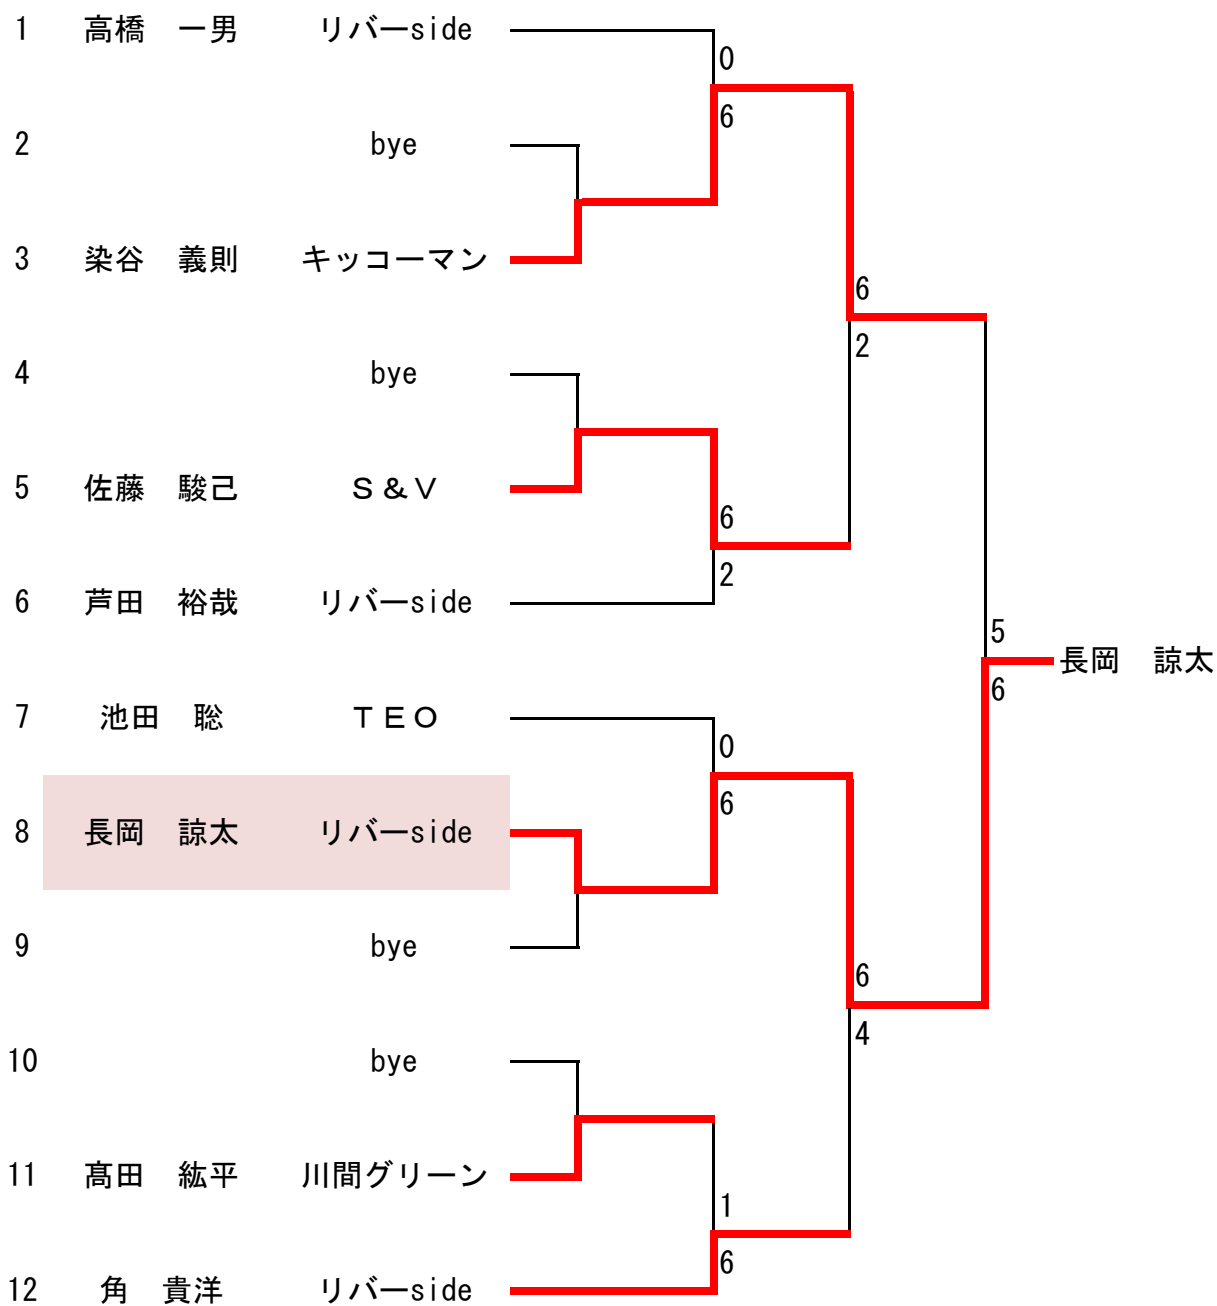 1 高橋　一男 リバーside
0
6
2 bye
3 染谷　義則 キッコーマン
6
2
4 bye
5 佐藤　駿己 Ｓ＆Ｖ
6
2
6 芦田　裕哉 リバーside
5
長岡　諒太
6
7 池田　聡 ＴＥＯ
0
6
8 長岡　諒太 リバーside
9 bye
6
4
10 bye
11 髙田　紘平 川間グリーン
1
6
12 角　貴洋 リバーside